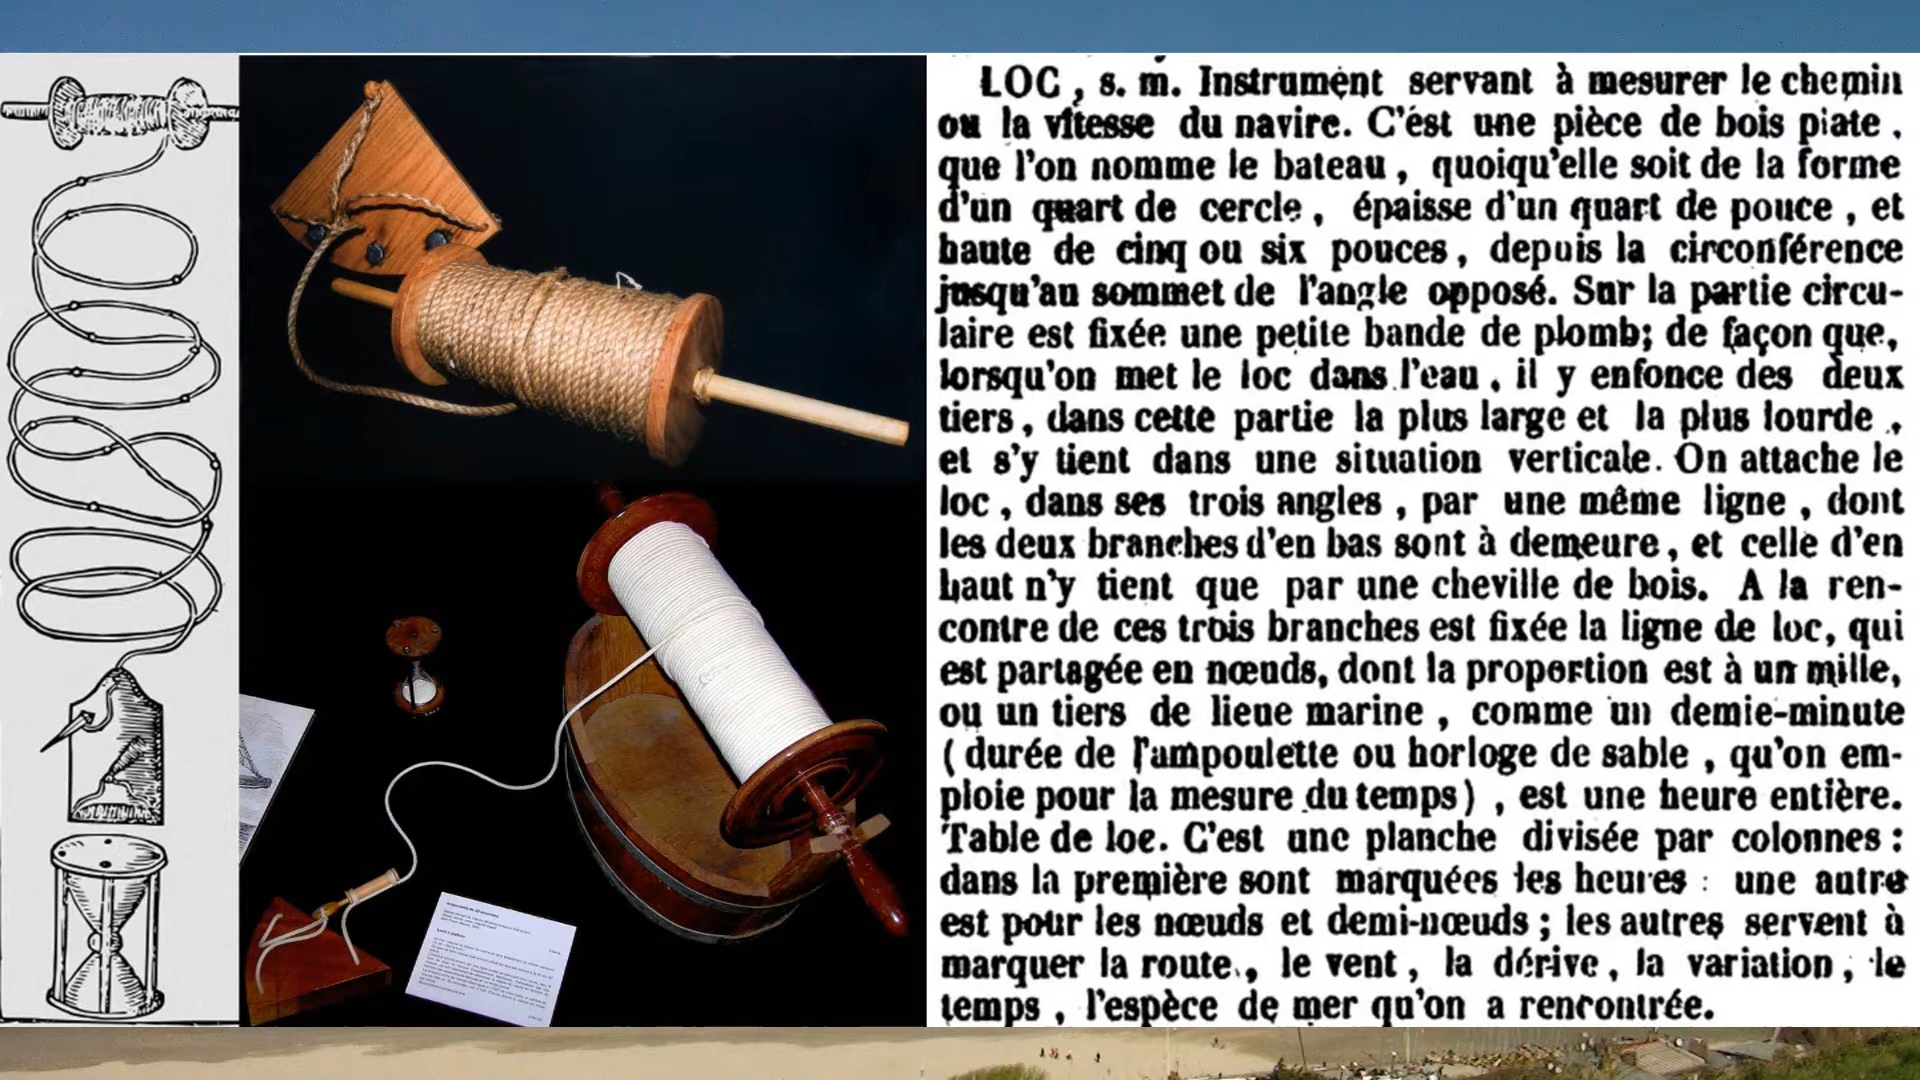 LOC, s. m. Instrument servant à mesurer le chemin
ou la vîtesse du navire. C'est une pièce de bois plate,
que l'on nomme le bateau, quoiqu'elle soit de la forme
d'un quart de cercle, épaisse d'un quart de pouce, et
haute de cinq ou six pouces, depuis la circonférence
jusqu'au sommet de l'angle opposé. Sur la partie circu-
laire est fixée une petite bande de plomb; de façon que,
lorsqu'on met le loc dans l'eau, il y enfonce des deux
tiers, dans cette partie la plus large et la plus lourde,
et s'y tient dans une situation verticale. On attache le
loc, dans ses trois angles, par une même ligne, dont
les deux branches d'en bas sont à demeure, et celle d'en
haut n'y tient que par une cheville de bois. A la ren-
contre de ces trois branches est fixée la ligne de loc, qui
est partagée en nœuds, dont la proportion est à un mille,
ou un tiers de lieue marine, comme un demie-minute
(durée de l'ampoulette ou horloge de sable, qu'on em-
ploie pour la mesure du temps), est une heure entière.
Table de loc. C'est une planche divisée par colonnes:
dans la première sont marquées les heures: une autre
est pour les nœuds et demi-nœuds; les autres servent à
marquer la route, le vent, la dérive, la variation, le
temps, l'espèce de mer qu'on a rencontrée.